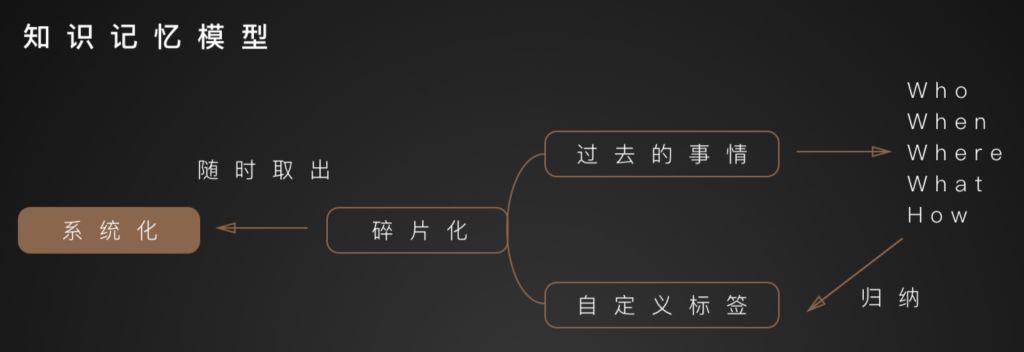 知识记忆模型
随时取出
系统化
碎片化
过去的事情
Who
When
Where
What
How
自定义标签
归纳